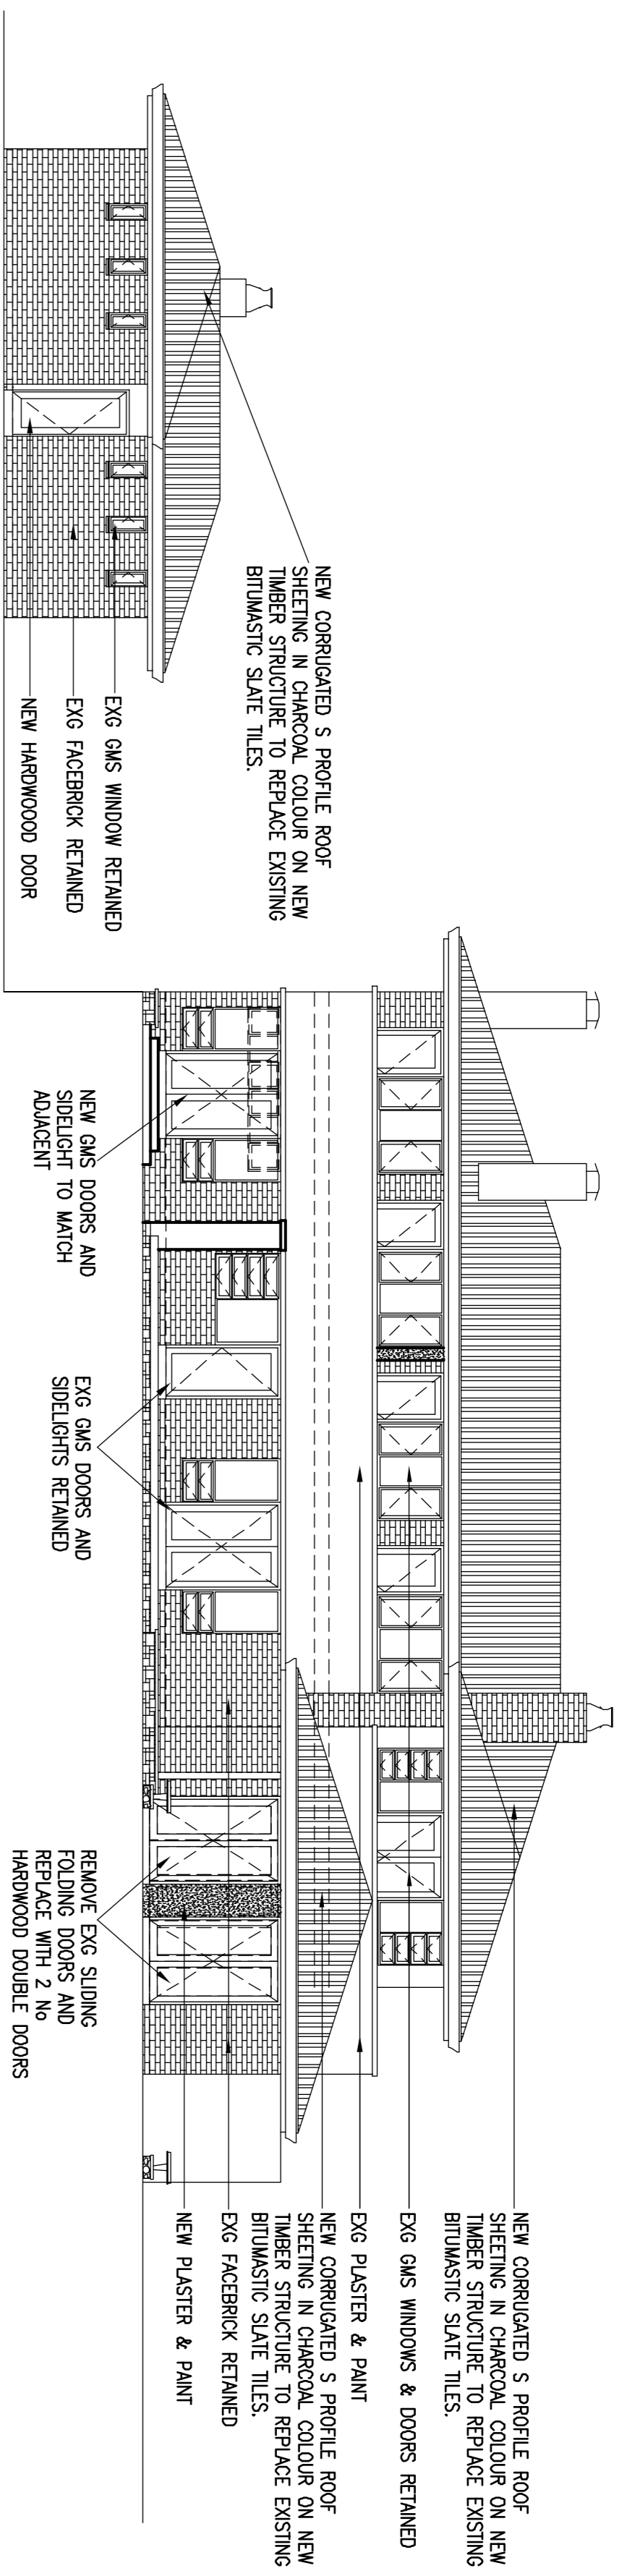 NEW CORRUGATED S PROFILE ROOF
SHEETING IN CHARCOAL COLOUR ON NEW
TIMBER STRUCTURE TO REPLACE EXISTING
BITUMASTIC SLATE TILES.
EXG GMS WINDOW RETAINED
EXG FACEBRICK RETAINED
NEW HARDWOOOD DOOR
NEW GMS DOORS AND
SIDELIGHT TO MATCH
ADJACENT
EXG GMS DOORS AND
SIDELIGHTS RETAINED
REMOVE EXG SLIDING
FOLDING DOORS AND
REPLACE WITH 2 No
HARDWOOD DOUBLE DOORS
NEW CORRUGATED S PROFILE ROOF
SHEETING IN CHARCOAL COLOUR ON NEW
TIMBER STRUCTURE TO REPLACE EXISTING
BITUMASTIC SLATE TILES.
EXG GMS WINDOWS & DOORS RETAINED
EXG PLASTER & PAINT
NEW CORRUGATED S PROFILE ROOF
SHEETING IN CHARCOAL COLOUR ON NEW
TIMBER STRUCTURE TO REPLACE EXISTING
BITUMASTIC SLATE TILES.
EXG FACEBRICK RETAINED
NEW PLASTER & PAINT